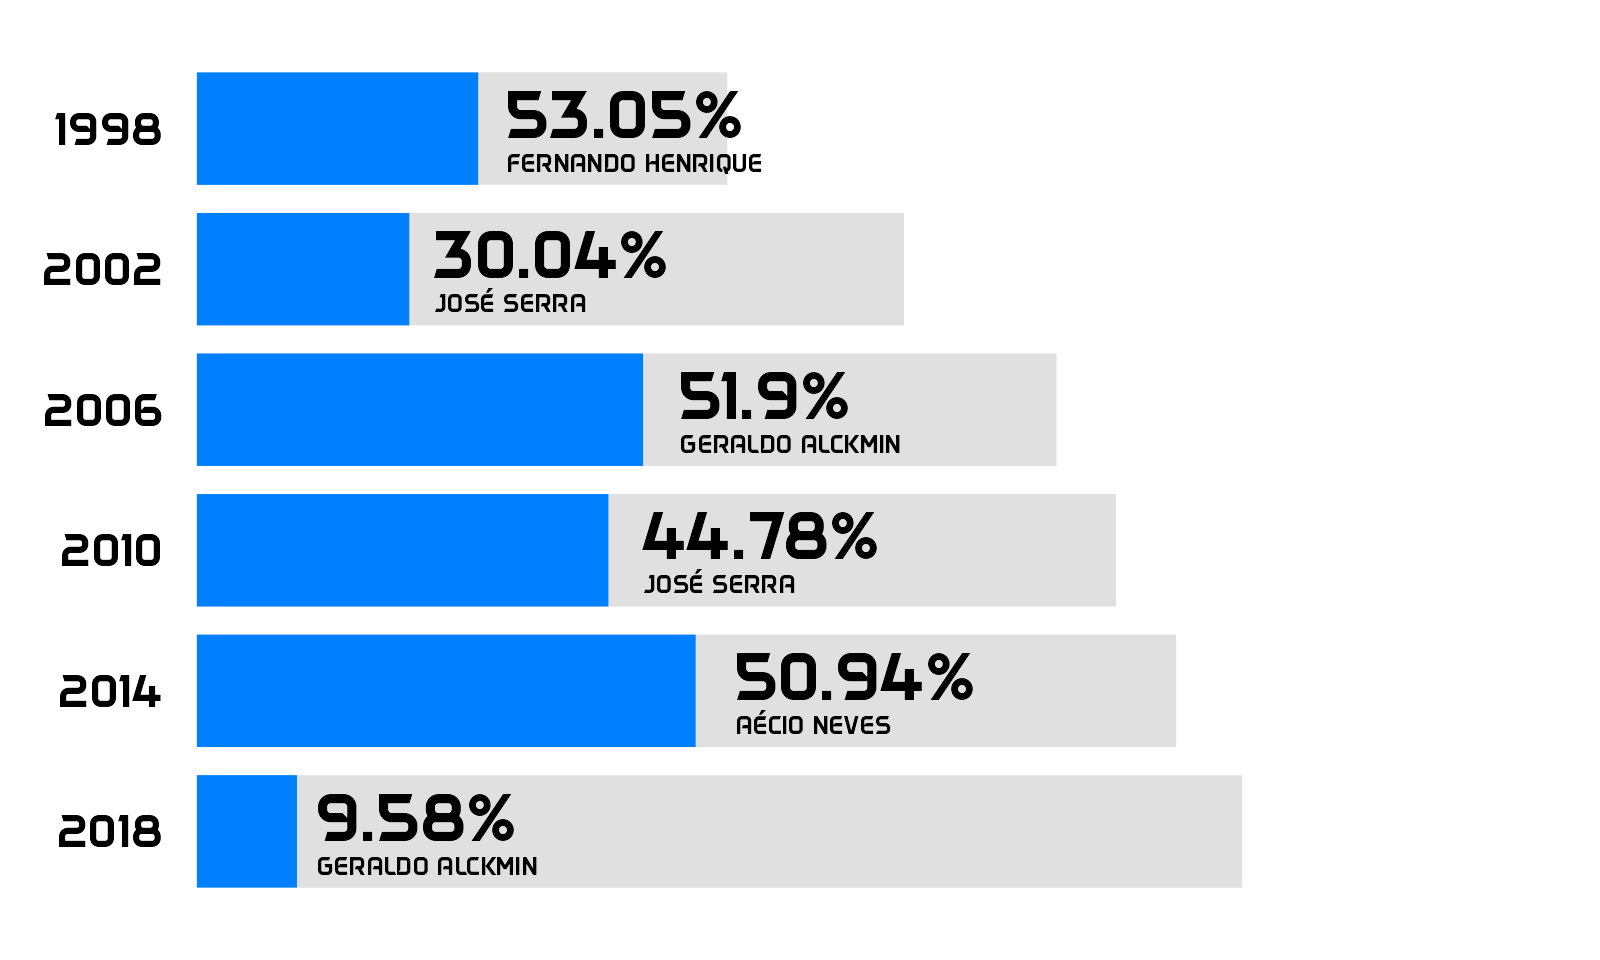 1998
53.05%
FERNANDO HENRIQUE
2002
30.04%
JOSÉ SERRA
2006
51.9%
GERALDO ALCKMIN
2010
44.78%
JOSÉ SERRA
2014
50.94%
AÉCIO NEVES
2018
9.58%
GERALDO ALCKMIN